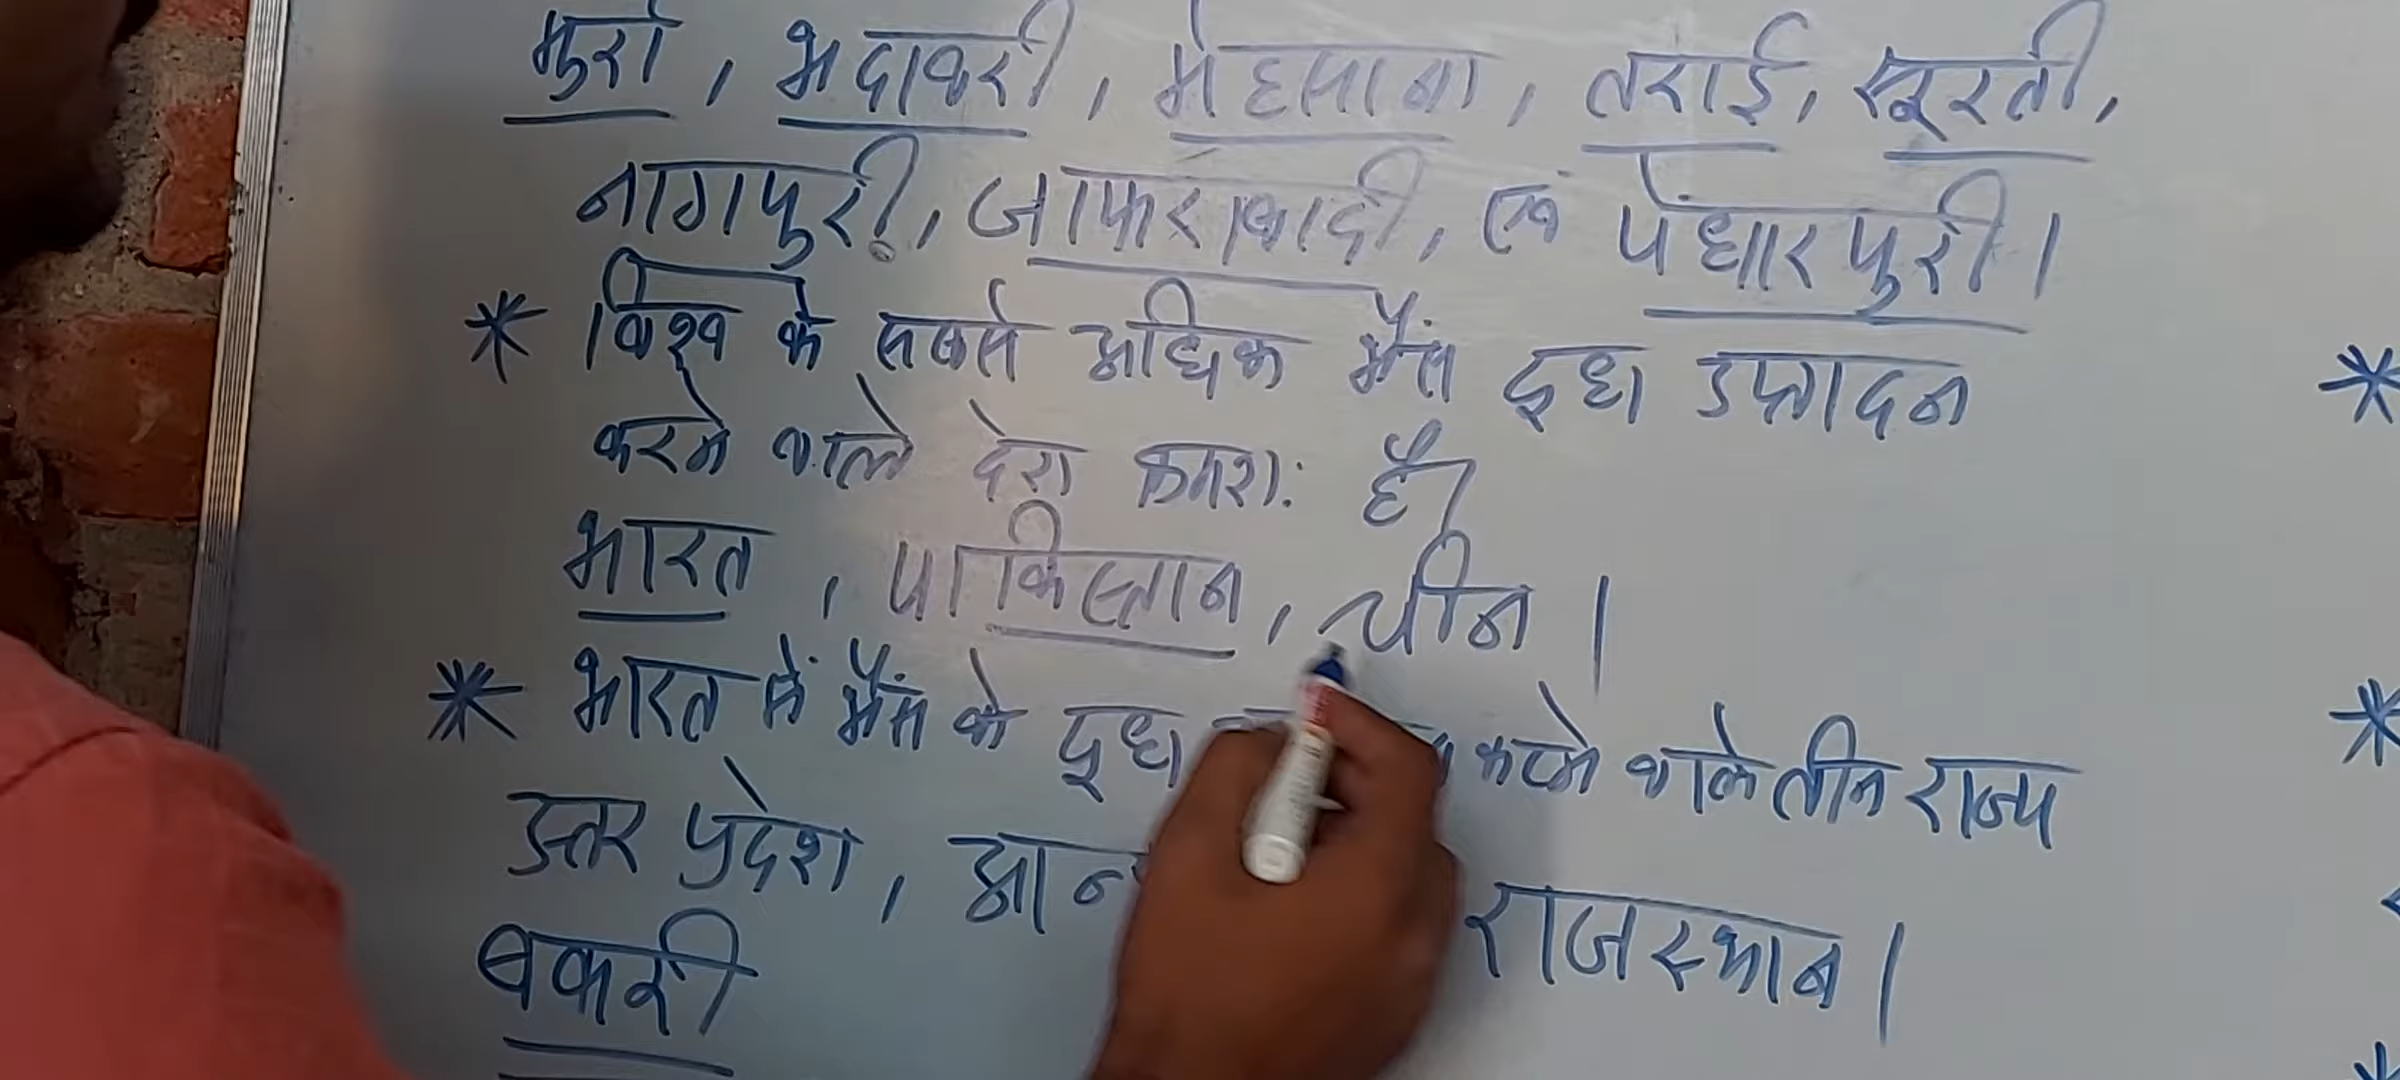 मुर्रा, भदावरी, मेहसाना, तराई, सूरती,
नागपुरी, जाफरावादी, एवं पंधारपुरी।
* विश्व के सबसे अधिक भैंस दूध उत्पादन
करने वाले देश क्रमश: है।
भारत, पाकिस्तान, चीन।
* भारत में भैंस के दूध करने वाले तीन राज्य
उत्तर प्रदेश, राजस्थान।
बकरी